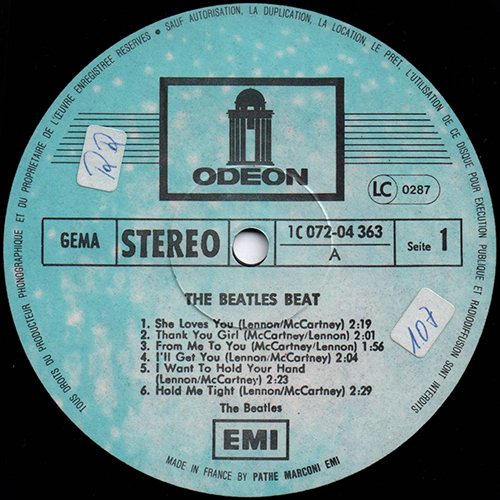 TOUS DROITS DU PRODUCTEUR PHONOGRAPHIQUE ET DU PROPRIETAIRE DE L'ŒUVRE ENREGISTREE RESERVES • SAUF AUTORISATION, LA DUPLICATION, LA LOCATION, LE PRET, L'UTILISATION DE CE DISQUE POUR EXECUTION PUBLIQUE ET RADIODIFFUSION SONT INTERDITS
ODEON
LC 0287
GEMA
STEREO
1C 072-04 363
A
Seite 1
THE BEATLES BEAT
1. She Loves You (Lennon/McCartney) 2:19
2. Thank You Girl (McCartney/Lennon) 2:01
3. From Me To You (McCartney/Lennon) 1:56
4. I'll Get You (Lennon/McCartney) 2:04
5. I Want To Hold Your Hand
(Lennon/McCartney) 2:23
6. Hold Me Tight (Lennon/McCartney) 2:29
The Beatles
107
EMI
MADE IN FRANCE BY PATHE MARCONI EMI